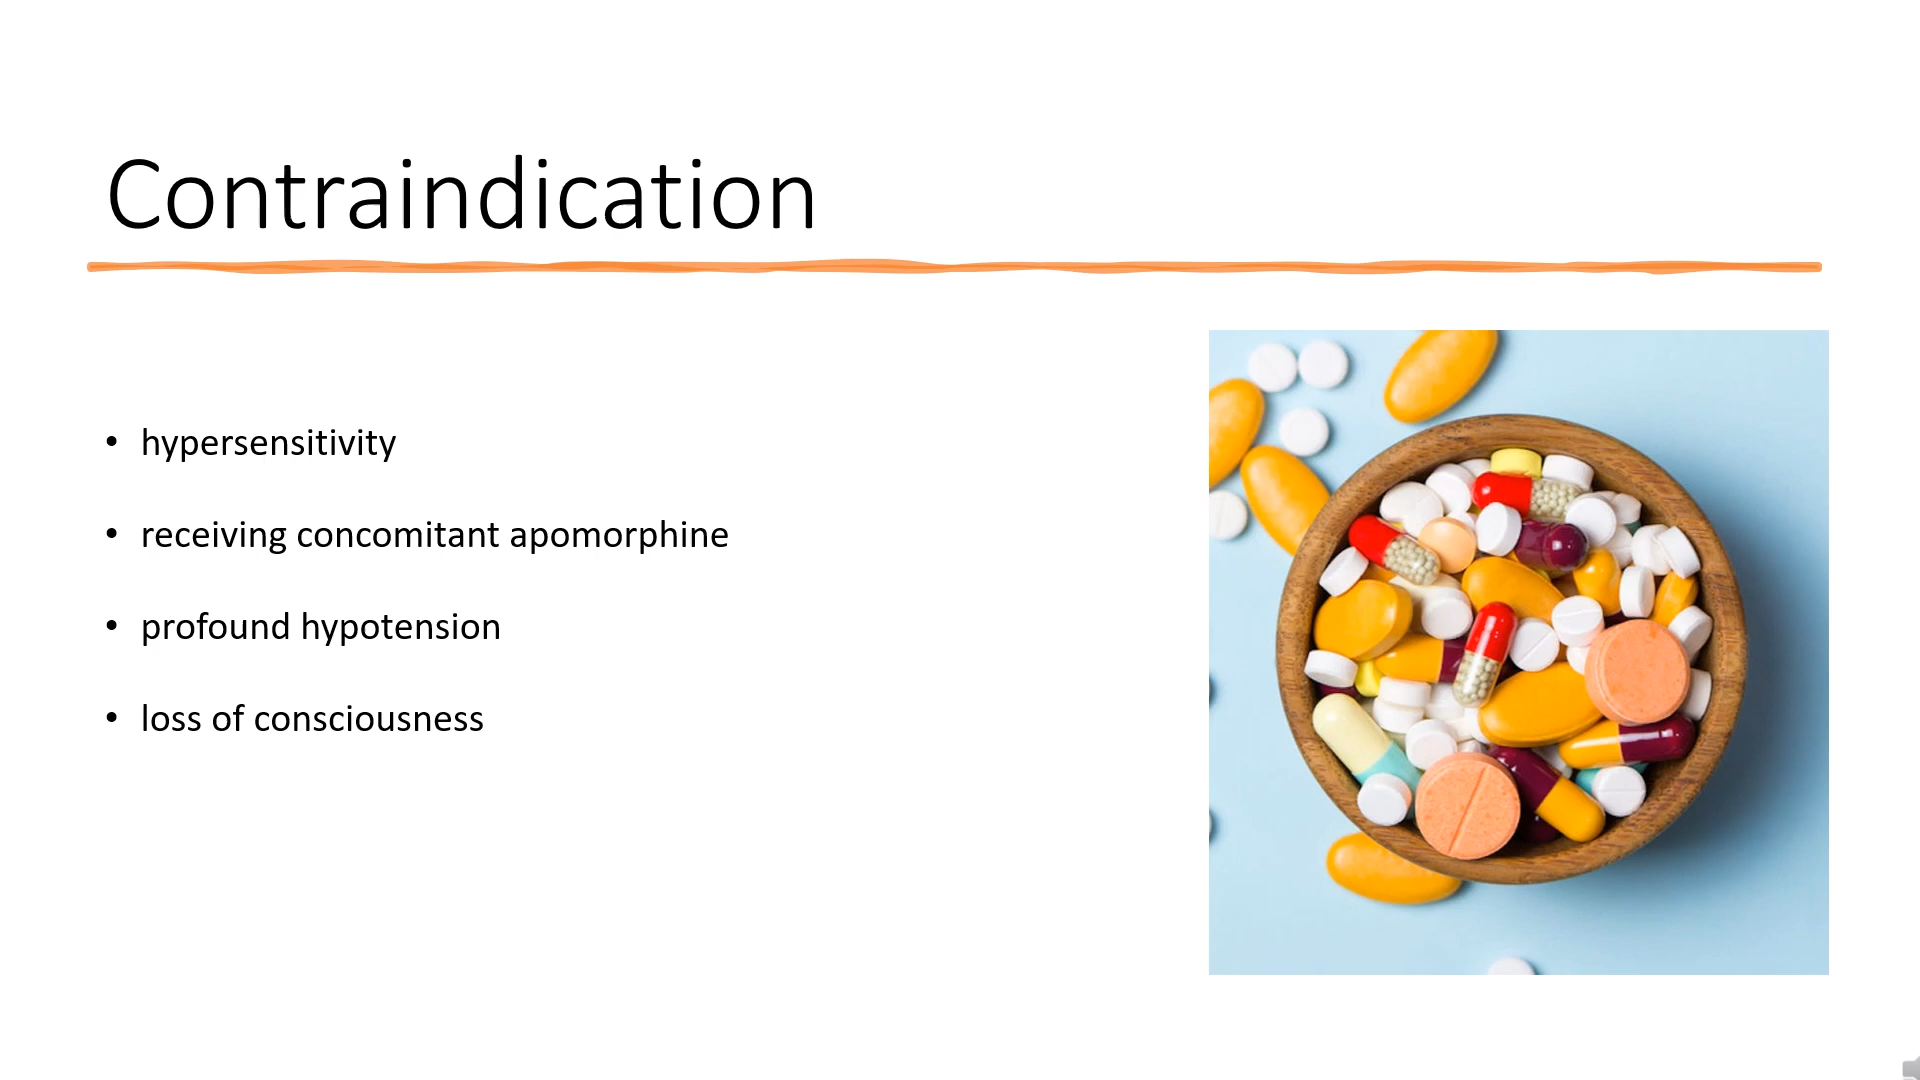 Contraindication
• hypersensitivity
• receiving concomitant apomorphine
• profound hypotension
• loss of consciousness